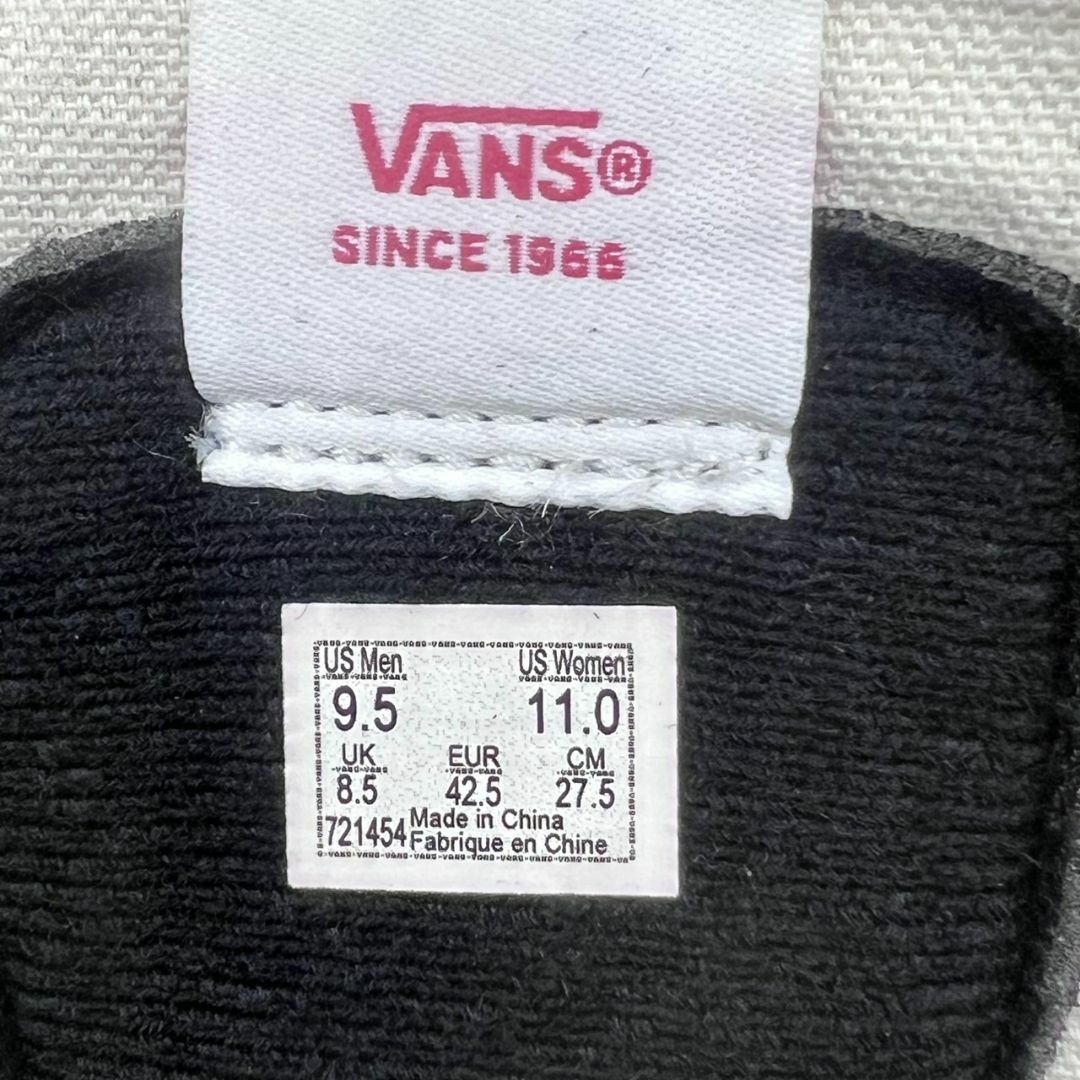 VANS®
SINCE 1966
US Men US Women
9.5 11.0
UK EUR CM
8.5 42.5 27.5
721454 Made in China
Fabrique en Chine